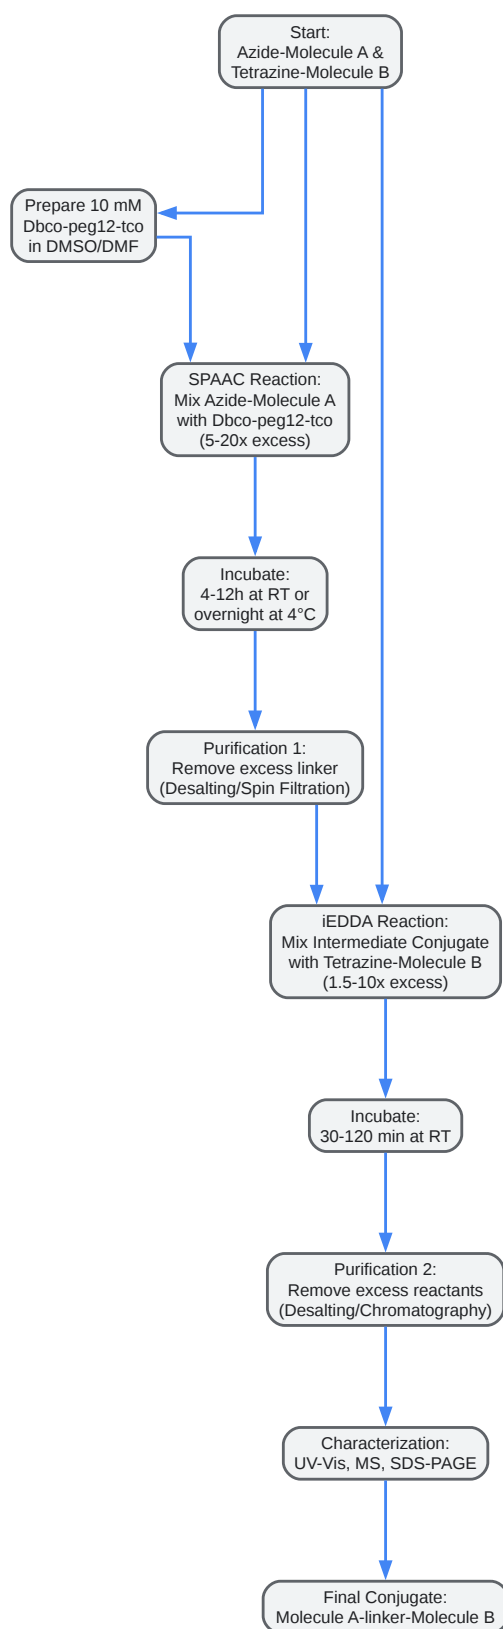 Start:
Azide-Molecule A &
Tetrazine-Molecule B
Prepare 10 mM
Dbco-peg12-tco
in DMSO/DMF
SPAAC Reaction:
Mix Azide-Molecule A
with Dbco-peg12-tco
(5-20x excess)
Incubate:
4-12h at RT or
overnight at 4°C
Purification 1:
Remove excess linker
(Desalting/Spin Filtration)
iEDDA Reaction:
Mix Intermediate Conjugate
with Tetrazine-Molecule B
(1.5-10x excess)
Incubate:
30-120 min at RT
Purification 2:
Remove excess reactants
(Desalting/Chromatography)
Characterization:
UV-Vis, MS, SDS-PAGE
Final Conjugate:
Molecule A-linker-Molecule B